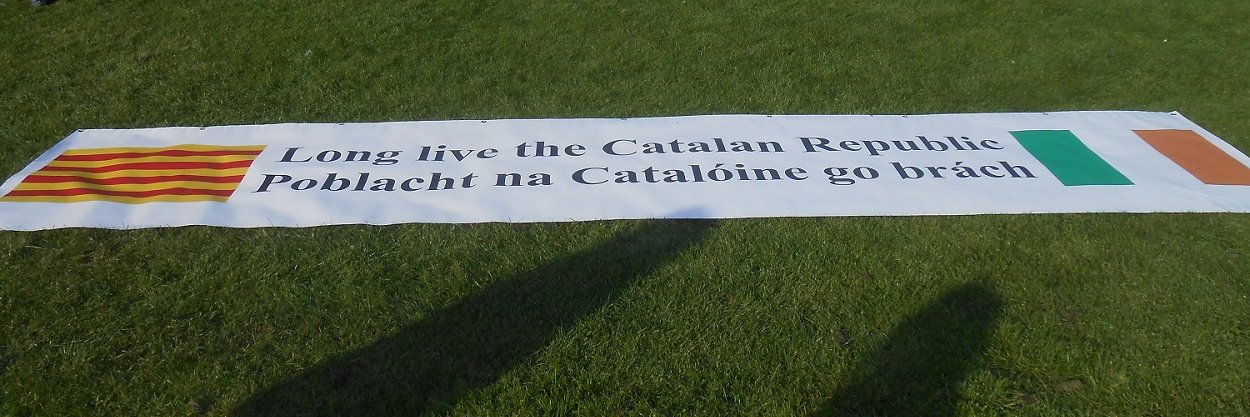 Long live the Catalan Republic
Poblacht na Catalóine go brách